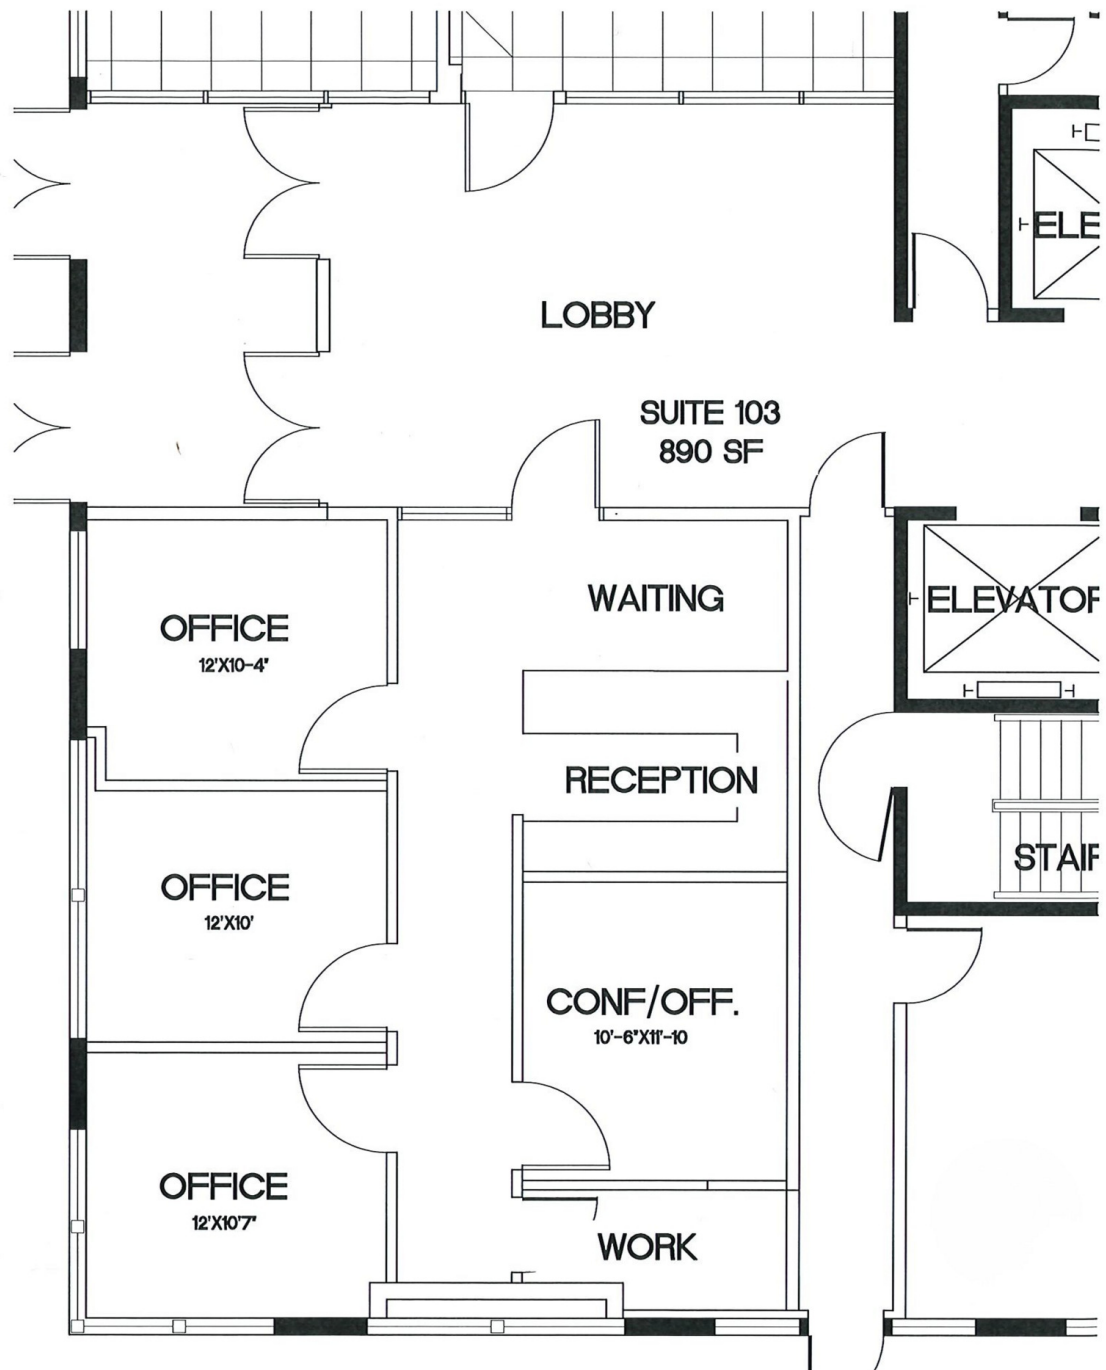 ELE
LOBBY
SUITE 103
890 SF
WAITING
OFFICE
12'X10-4"
ELEVATOR
RECEPTION
STAIR
OFFICE
12'X10'
CONF/OFF.
10'-6"X11'-10
OFFICE
12'X10'7"
WORK